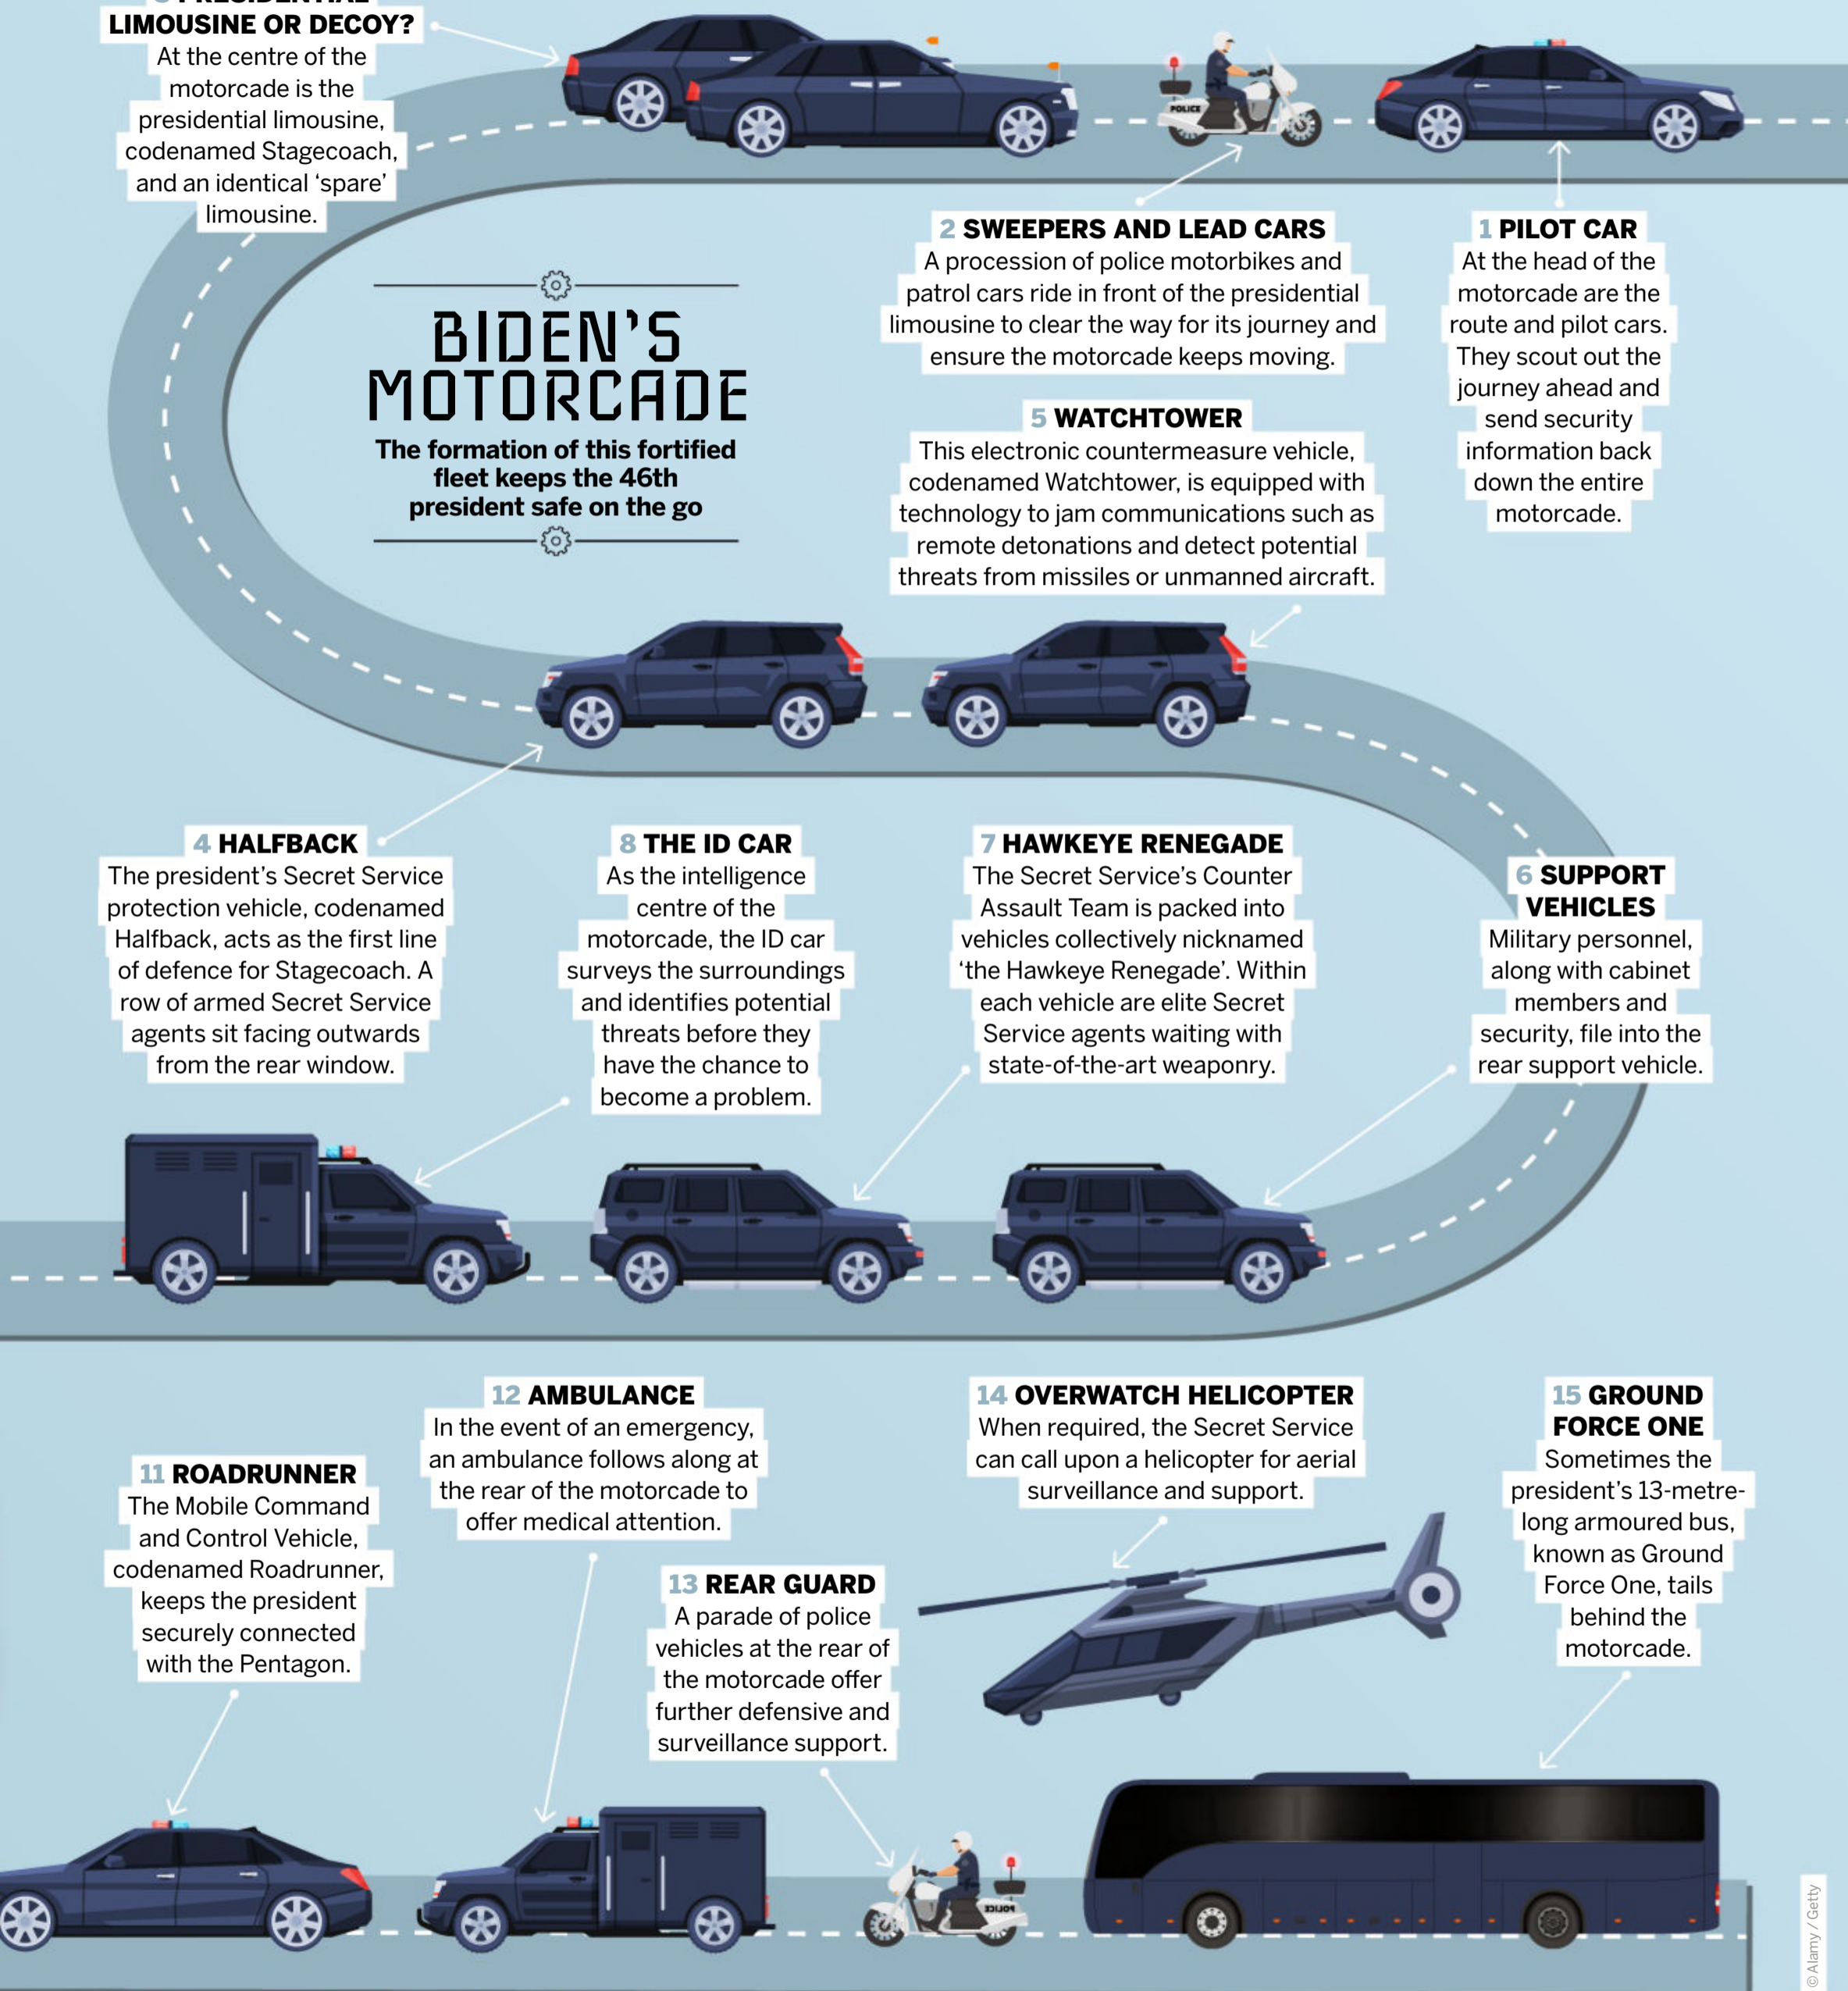 LIMOUSINE OR DECOY?
At the centre of the
motorcade is the
presidential limousine,
codenamed Stagecoach,
and an identical ‘spare’
limousine.
POLICE
1 PILOT CAR
At the head of the
motorcade are the
route and pilot cars.
They scout out the
journey ahead and
send security
information back
down the entire
motorcade.
2 SWEEPERS AND LEAD CARS
A procession of police motorbikes and
patrol cars ride in front of the presidential
limousine to clear the way for its journey and
ensure the motorcade keeps moving.
BIDEN’S
MOTORCADE
The formation of this fortified
fleet keeps the 46th
president safe on the go
5 WATCHTOWER
This electronic countermeasure vehicle,
codenamed Watchtower, is equipped with
technology to jam communications such as
remote detonations and detect potential
threats from missiles or unmanned aircraft.
4 HALFBACK
The president’s Secret Service
protection vehicle, codenamed
Halfback, acts as the first line
of defence for Stagecoach. A
row of armed Secret Service
agents sit facing outwards
from the rear window.
8 THE ID CAR
As the intelligence
centre of the
motorcade, the ID car
surveys the surroundings
and identifies potential
threats before they
have the chance to
become a problem.
7 HAWKEYE RENEGADE
The Secret Service’s Counter
Assault Team is packed into
vehicles collectively nicknamed
‘the Hawkeye Renegade’. Within
each vehicle are elite Secret
Service agents waiting with
state-of-the-art weaponry.
6 SUPPORT
VEHICLES
Military personnel,
along with cabinet
members and
security, file into the
rear support vehicle.
11 ROADRUNNER
The Mobile Command
and Control Vehicle,
codenamed Roadrunner,
keeps the president
securely connected
with the Pentagon.
12 AMBULANCE
In the event of an emergency,
an ambulance follows along at
the rear of the motorcade to
offer medical attention.
13 REAR GUARD
A parade of police
vehicles at the rear of
the motorcade offer
further defensive and
surveillance support.
14 OVERWATCH HELICOPTER
When required, the Secret Service
can call upon a helicopter for aerial
surveillance and support.
15 GROUND
FORCE ONE
Sometimes the
president’s 13-metre-
long armoured bus,
known as Ground
Force One, tails
behind the
motorcade.
POLICE
© Alamy / Getty